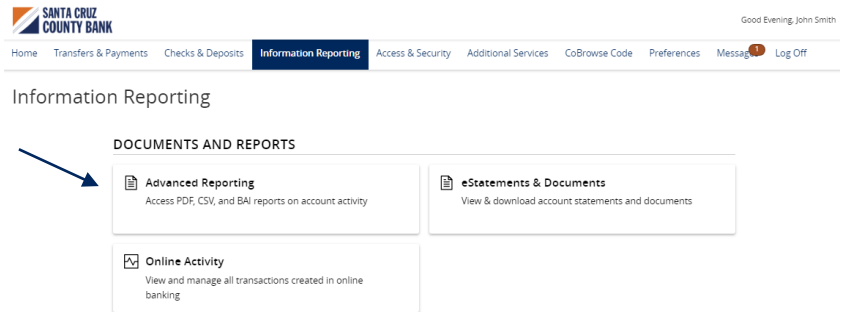 SANTA CRUZ
COUNTY BANK
Good Evening, John Smith
Home Transfers & Payments Checks & Deposits Information Reporting Access & Security Additional Services CoBrowse Code Preferences Messages 1 Log Off
Information Reporting
DOCUMENTS AND REPORTS
Advanced Reporting
Access PDF, CSV, and BAI reports on account activity
eStatements & Documents
View & download account statements and documents
Online Activity
View and manage all transactions created in online
banking